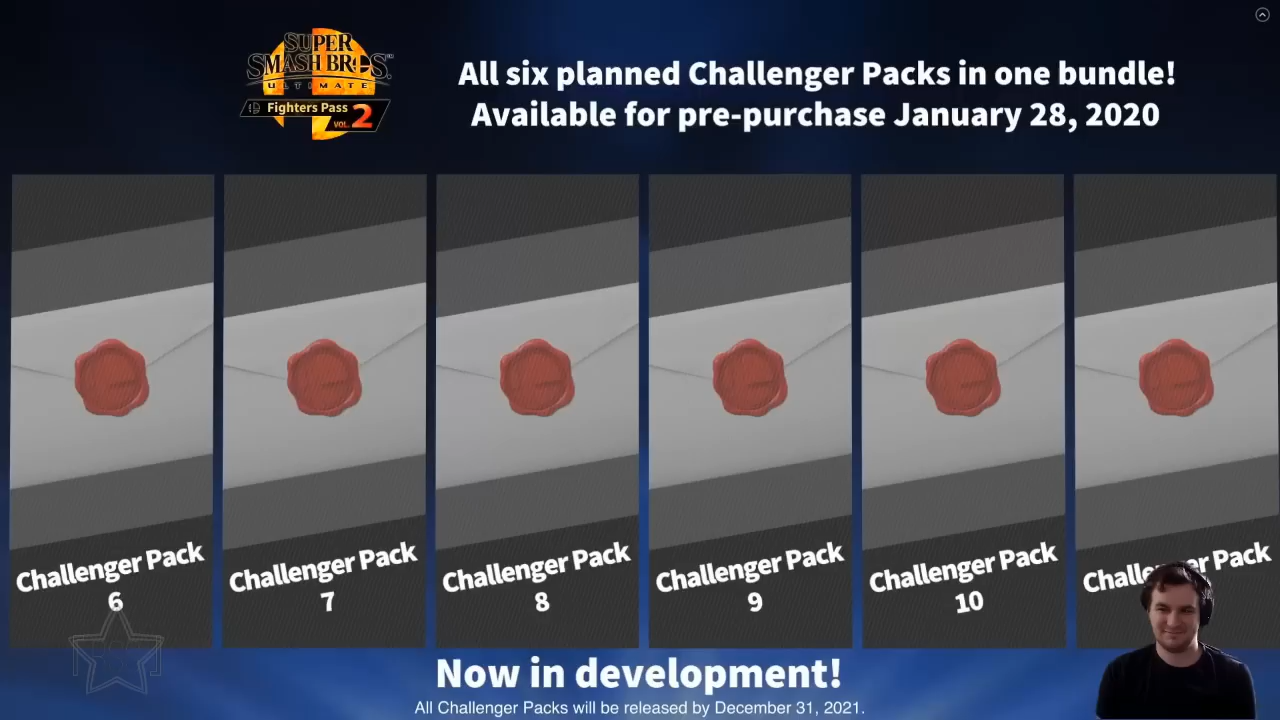 SUPER
SMASH BROS.
ULTIMATE
Fighters Pass
VOL. 2
All six planned Challenger Packs in one bundle!
Available for pre-purchase January 28, 2020
Challenger Pack
6
Challenger Pack
7
Challenger Pack
8
Challenger Pack
9
Challenger Pack
10
Pack
Now in development!
All Challenger Packs will be released by December 31, 2021.